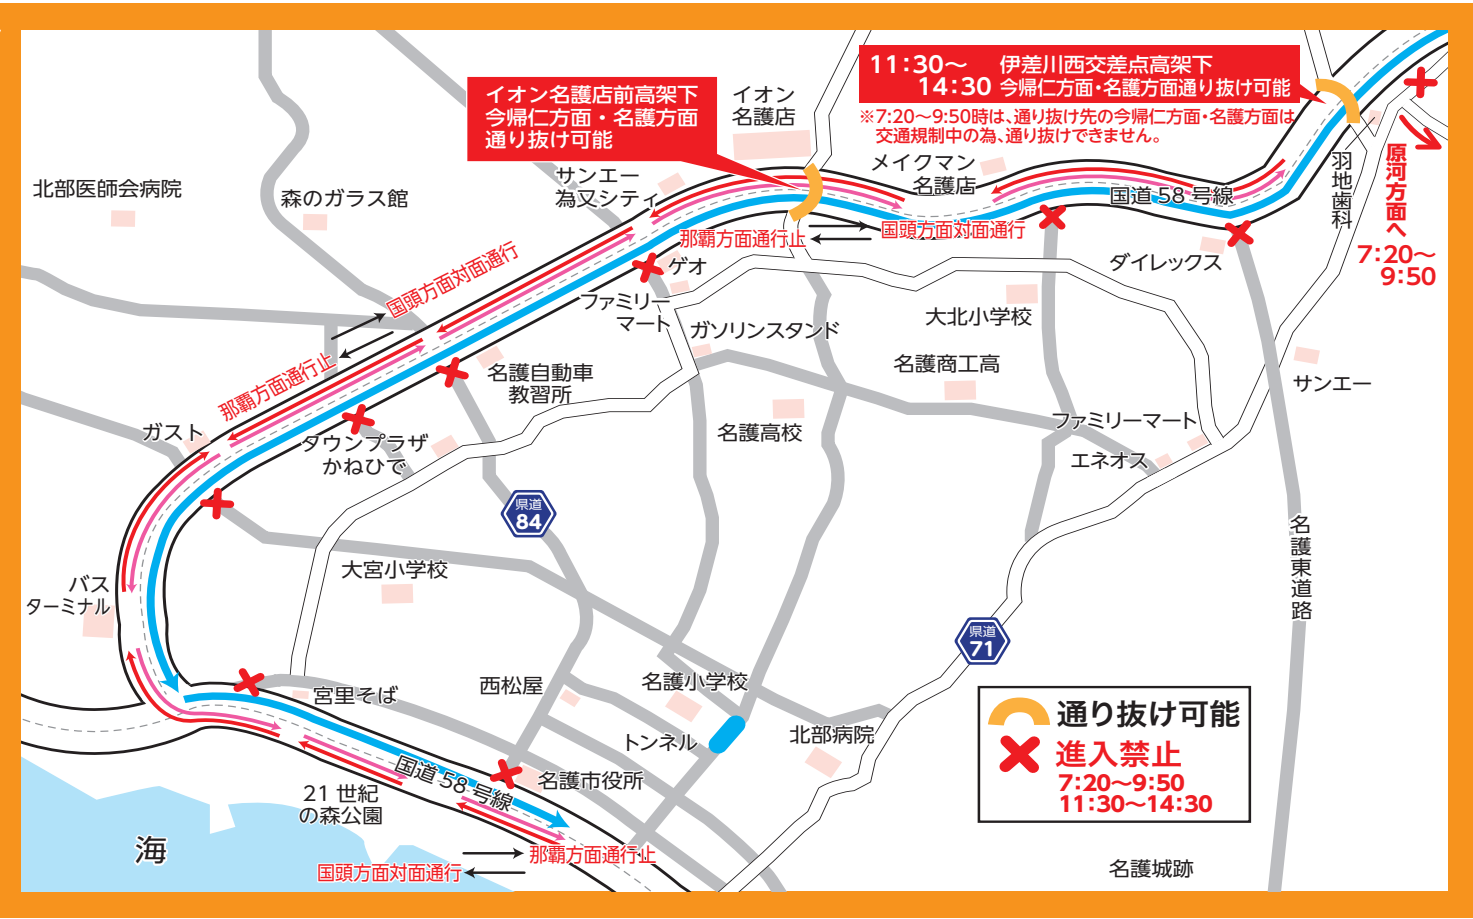 11：30～　伊差川西交差点高架下
14：30 今帰仁方面・名護方面通り抜け可能
※7:20～9:50時は、通り抜け先の今帰仁方面・名護方面は
交通規制中の為、通り抜けできません。
イオン名護店前高架下
今帰仁方面・名護方面
通り抜け可能
イオン
名護店
メイクマン
名護店
サンエー
為又シティ
北部医師会病院
森のガラス館
国道 58 号線
羽地歯科
原河方面へ
7:20～
9:50
那覇方面通行止
国頭方面対面通行
国頭方面対面通行
那覇方面通行止
ゲオ
ファミリー
マート
ガソリンスタンド
ダイレックス
大北小学校
名護商工高
サンエー
名護自動車
教習所
名護高校
ファミリーマート
エネオス
ガスト
タウンプラザ
かねひで
県道
84
名護東道路
大宮小学校
バス
ターミナル
県道
71
宮里そば
西松屋
名護小学校
トンネル
北部病院
国道 58 号線
名護市役所
21 世紀
の森公園
海
那覇方面通行止
国頭方面対面通行
通り抜け可能
進入禁止
7:20～9:50
11:30～14:30
名護城跡